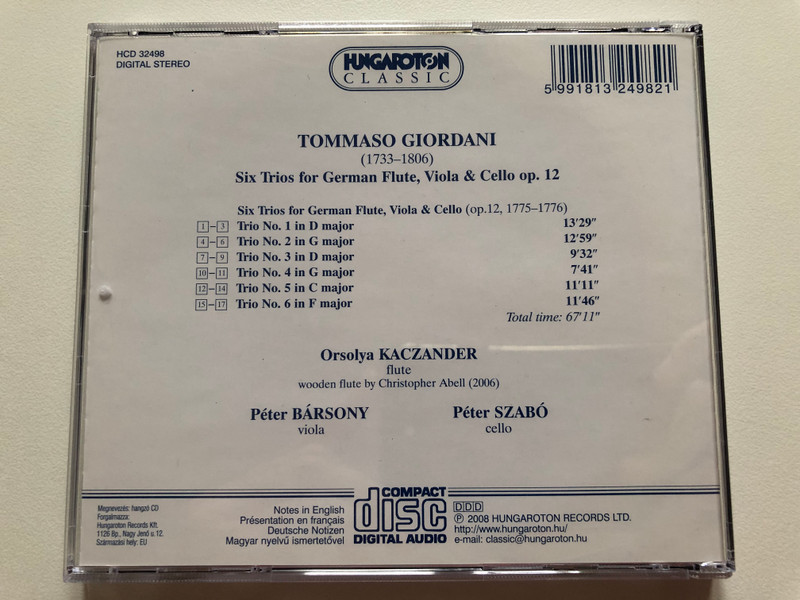 HCD 32498
DIGITAL STEREO
HUNGAROTON
CLASSIC
5 991813 249821
TOMMASO GIORDANI
(1733–1806)
Six Trios for German Flute, Viola & Cello op. 12
Six Trios for German Flute, Viola & Cello (op.12, 1775–1776)
1–3 Trio No. 1 in D major 13'29"
4–6 Trio No. 2 in G major 12'59"
7–9 Trio No. 3 in D major 9'32"
10–11 Trio No. 4 in G major 7'41"
12–14 Trio No. 5 in C major 11'11"
15–17 Trio No. 6 in F major 11'46"
Total time: 67'11"
Orsolya KACZANDER
flute
wooden flute by Christopher Abell (2006)
Péter BÁRSONY
viola
Péter SZABÓ
cello
Megnevezés: hangzó CD
Forgalmazza:
Hungaroton Records Kft.
1126 Bp., Nagy Jenő u. 12.
Származási hely: EU
Notes in English
Présentation en français
Deutsche Notizen
Magyar nyelvű ismertetővel
COMPACT
disc
DIGITAL AUDIO
DDD
℗ 2008 HUNGAROTON RECORDS LTD.
http://www.hungaroton.hu/
e-mail: classic@hungaroton.hu